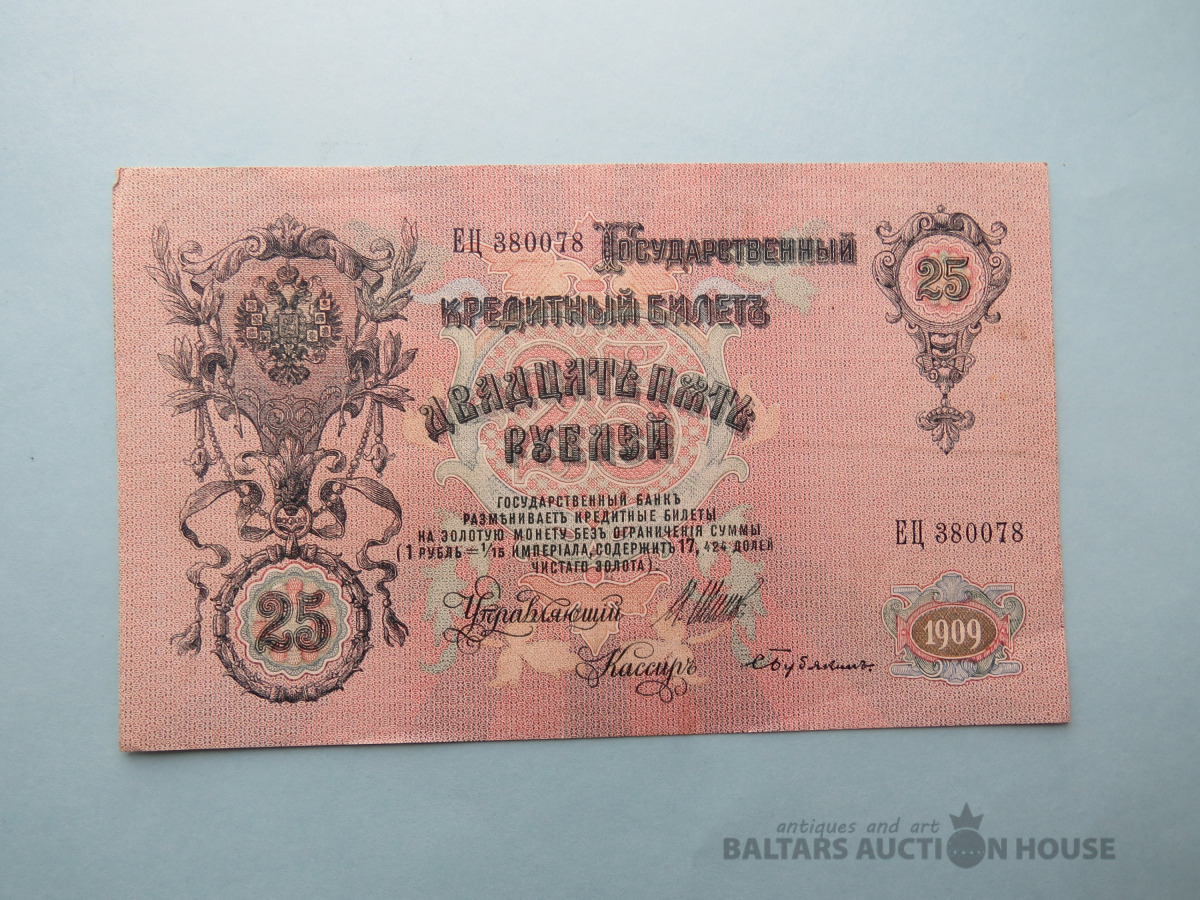 ЕЦ 380078 Государственный
25
кредитный билетъ
Двадцать пять
рублей
25
ГОСУДАРСТВЕННЫЙ БАНКЪ
РАЗМѢНИВАЕТЪ КРЕДИТНЫЕ БИЛЕТЫ
НА ЗОЛОТУЮ МОНЕТУ БЕЗЪ ОГРАНИЧЕНІЯ СУММЫ
(1 РУБЛЬ = 1/15 ИМПЕРІАЛА, СОДЕРЖИТЪ 17,424 ДОЛЕЙ
ЧИСТАГО ЗОЛОТА).
ЕЦ 380078
Управляющій
25
1909
Кассиръ
antiques and art
BALTARS AUCTION HOUSE